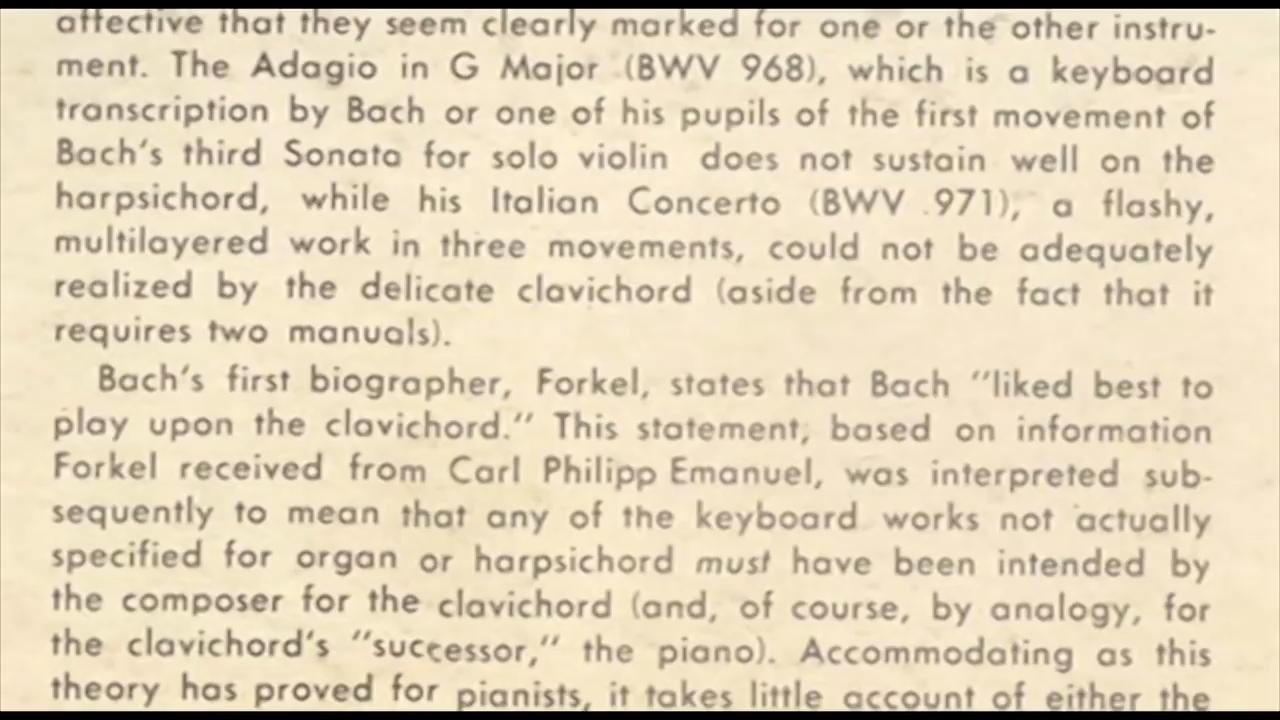 affective that they seem clearly marked for one or the other instru-
ment. The Adagio in G Major (BWV 968), which is a keyboard
transcription by Bach or one of his pupils of the first movement of
Bach's third Sonata for solo violin does not sustain well on the
harpsichord, while his Italian Concerto (BWV 971), a flashy,
multilayered work in three movements, could not be adequately
realized by the delicate clavichord (aside from the fact that it
requires two manuals).
Bach's first biographer, Forkel, states that Bach "liked best to
play upon the clavichord." This statement, based on information
Forkel received from Carl Philipp Emanuel, was interpreted sub-
sequently to mean that any of the keyboard works not actually
specified for organ or harpsichord must have been intended by
the composer for the clavichord (and, of course, by analogy, for
the clavichord's "successor," the piano). Accommodating as this
theory has proved for pianists, it takes little account of either the